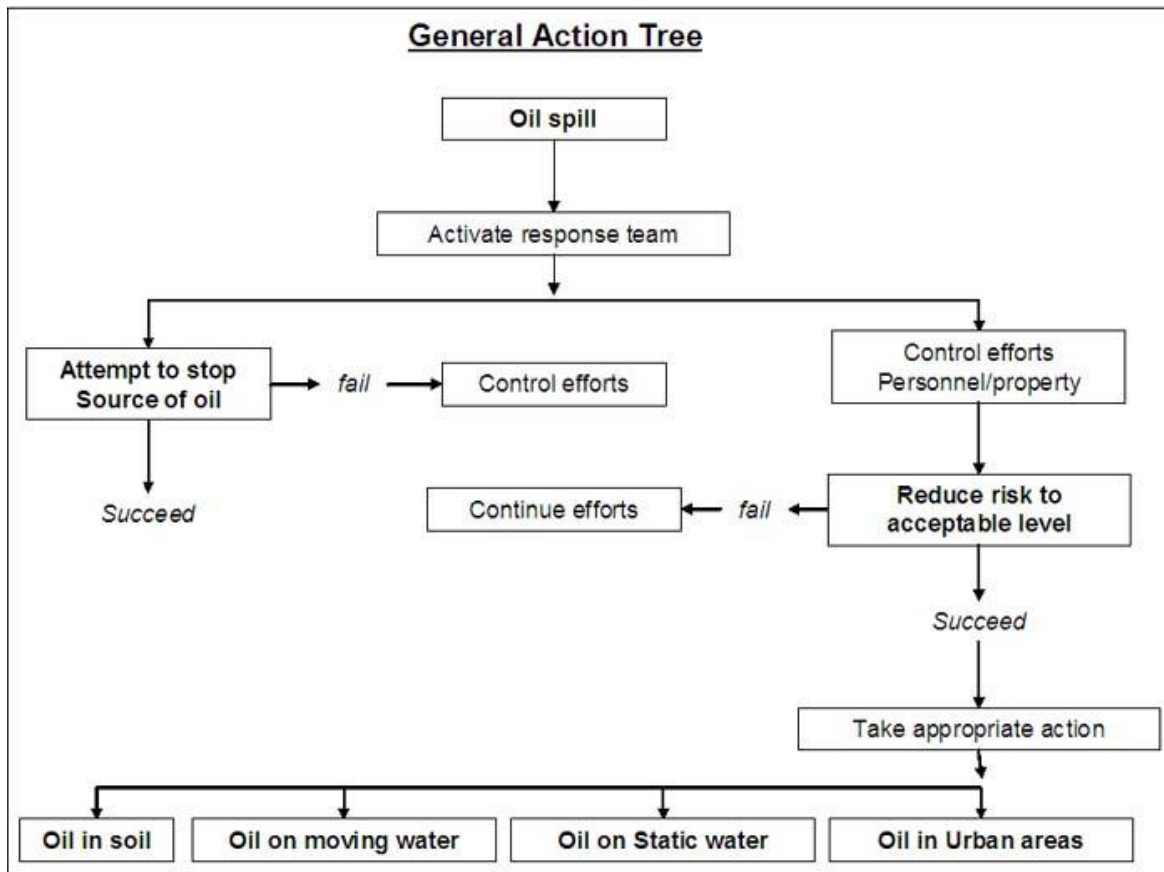 General Action Tree
Oil spill
Activate response team
Attempt to stop
Source of oil
fail
Control efforts
Control efforts
Personnel/property
Succeed
Continue efforts
fail
Reduce risk to
acceptable level
Succeed
Take appropriate action
Oil in soil
Oil on moving water
Oil on Static water
Oil in Urban areas